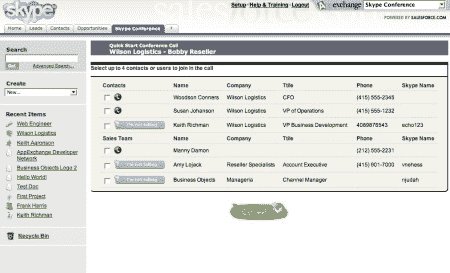 skype
salesforce
Setup · Help & Training · Logout
exchange
Skype Conference
POWERED BY SALESFORCE.COM
Home Leads Contacts Opportunities Skype Conference +
Quick Start Conference Call
Wilson Logistics - Bobby Reseller
Select up to 4 contacts or users to join in the call
Search
Go!
Advanced Search...
Create
New...
Recent Items
Web Engineer
Wilson Logistics
Keith Aaronson
AppExchange Developer Network
Business Objects Logo 2
Hello World!
Test Doc
First Project
Frank Harris
Keith Richman
Recycle Bin
Contacts Name Company Title Phone Skype Name
Woodson Conners Wilson Logistics CFO (415) 555-2345
Susan Johanson Wilson Logistics VP of Operations (415) 555-1232
Keith Richman Wilson Logistics VP Business Development 4089876543 echo123
Sales Team Name Company Title Phone Skype Name
Manny Damon (212) 555-2231
Amy Lojack Reseller Specialists Account Executive (415) 901-7000 vnehess
Business Objects Manageria Channel Manager njudah